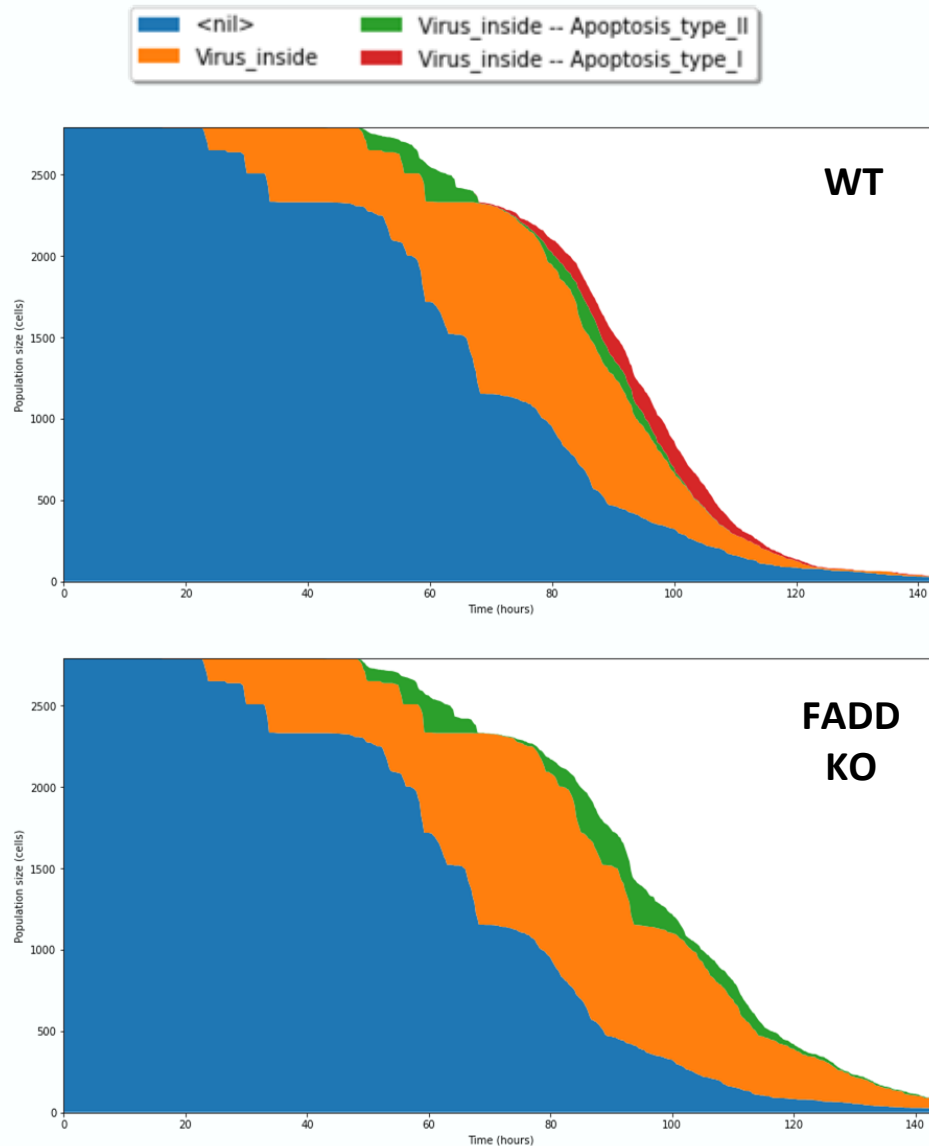 <nil>
Virus_inside
Virus_inside -- Apoptosis_type_II
Virus_inside -- Apoptosis_type_I
WT
Population size (cells)
2500
2000
1500
1000
500
0
0 20 40 60 80 100 120 140
Time (hours)
FADD
KO
Population size (cells)
2500
2000
1500
1000
500
0
0 20 40 60 80 100 120 140
Time (hours)